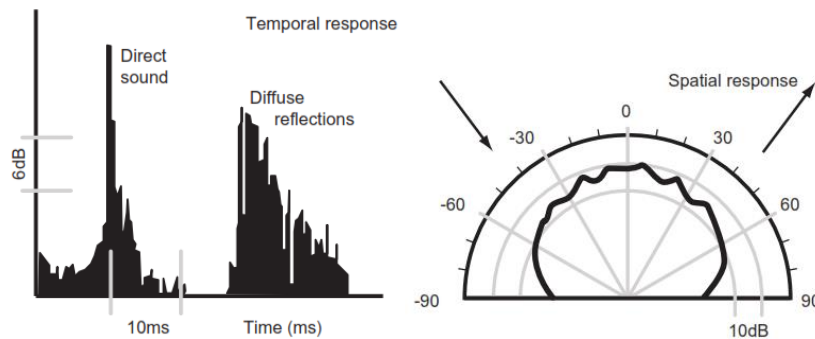 Temporal response
Direct
sound
Diffuse
reflections
6dB
10ms
Time (ms)
Spatial response
0
-30
30
-60
60
-90
90
10dB